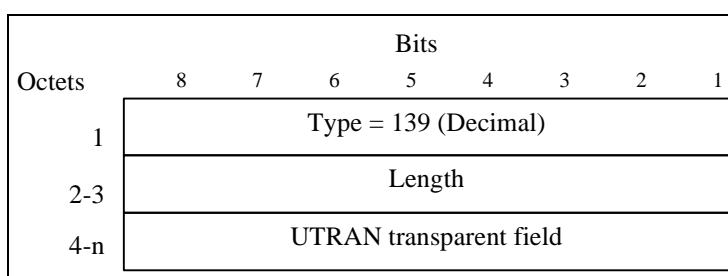 Bits
Octets 8 7 6 5 4 3 2 1
1 Type = 139 (Decimal)
2-3 Length
4-n UTRAN transparent field